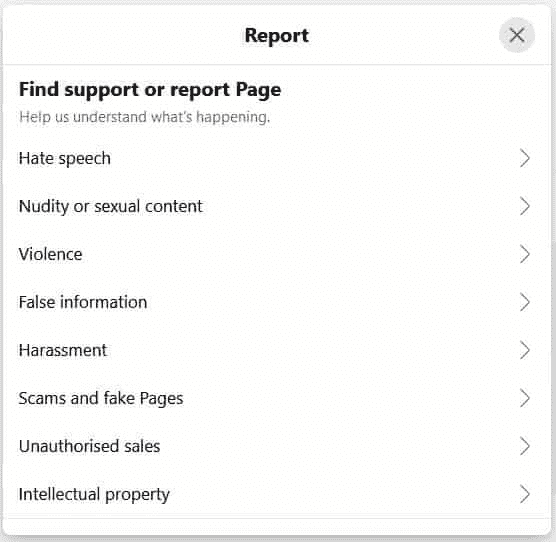 Report
Find support or report Page
Help us understand what's happening.
Hate speech
Nudity or sexual content
Violence
False information
Harassment
Scams and fake Pages
Unauthorised sales
Intellectual property